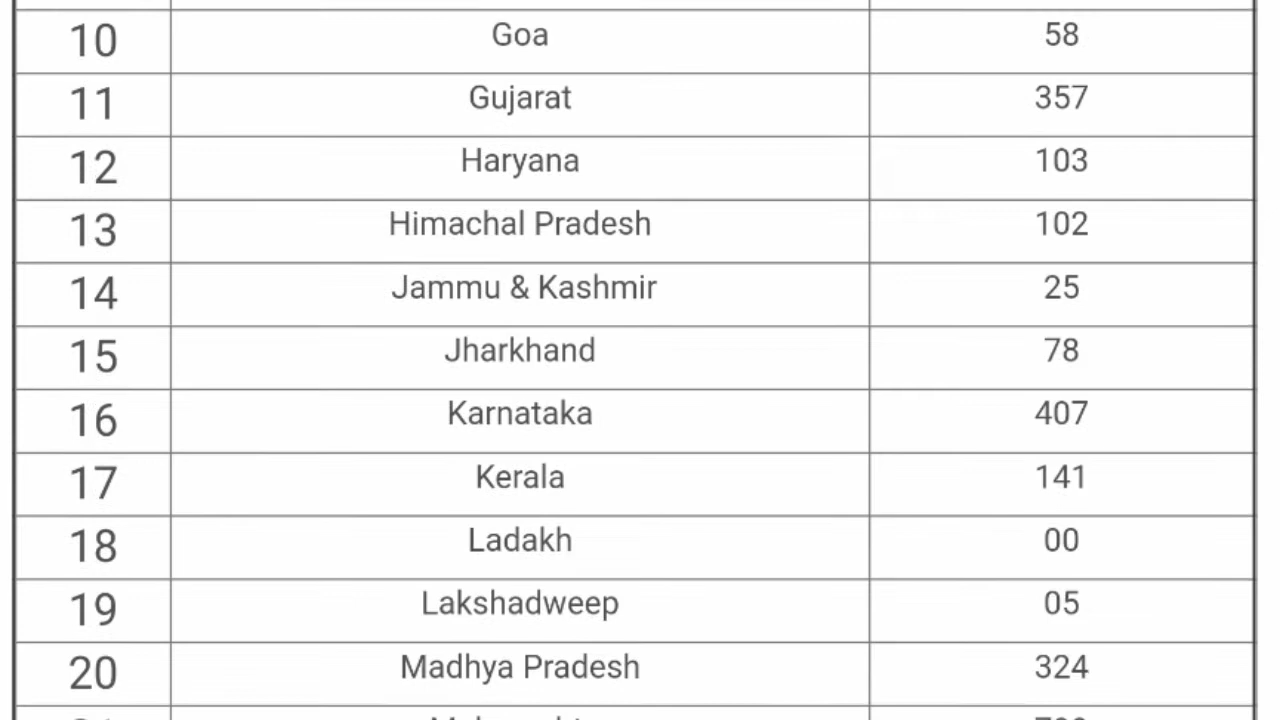 10 Goa 58
11 Gujarat 357
12 Haryana 103
13 Himachal Pradesh 102
14 Jammu & Kashmir 25
15 Jharkhand 78
16 Karnataka 407
17 Kerala 141
18 Ladakh 00
19 Lakshadweep 05
20 Madhya Pradesh 324